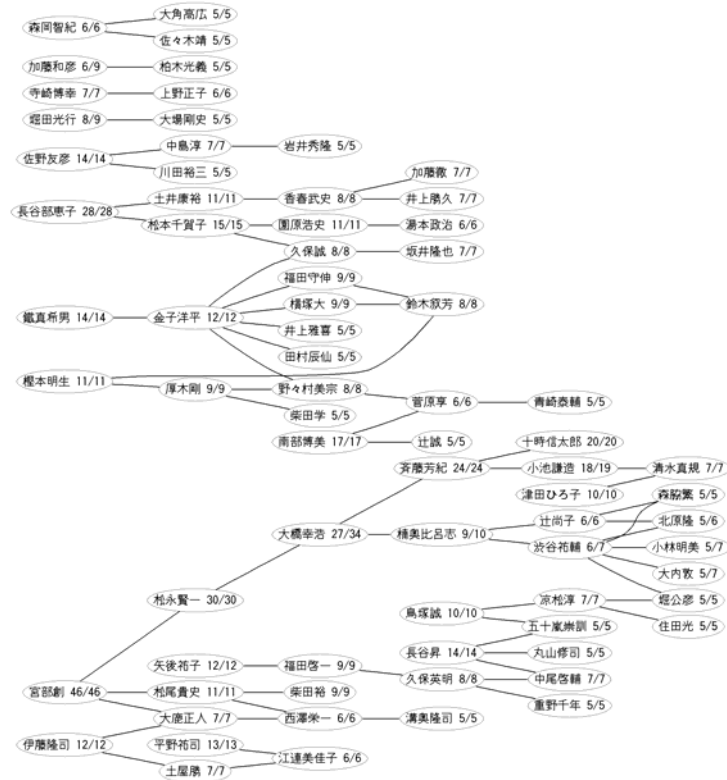 大角高広 5/5
森岡智紀 6/6
佐々木靖 5/5
加藤和彦 6/9 柏木光義 5/5
寺崎博幸 7/7 上野正子 6/6
堀田光行 8/9 大場剛史 5/5
中島淳 7/7 岩井秀隆 5/5
佐野友彦 14/14
川田裕三 5/5 加藤徹 7/7
土井康裕 11/11 香春武史 8/8 井上勝久 7/7
長谷部恵子 28/28
松本千賀子 15/15 園原浩史 11/11 湯本政治 6/6
久保誠 8/8 坂井隆也 7/7
福田守伸 9/9
橘塚大 9/9 鈴木叙芳 8/8
鑑真希男 14/14 金子洋平 12/12
井上雅喜 5/5
田村辰仙 5/5
樫本明生 11/11
厚木剛 9/9 野々村美宗 8/8
菅原享 6/6 青崎泰輔 5/5
柴田学 5/5
南部博美 17/17 辻誠 5/5 十時信太郎 20/20
斉藤芳紀 24/24 小池謙造 18/19 清水真規 7/7
津田ひろ子 10/10 森脇繁 5/5
辻尚子 6/6 北原隆 5/6
大橋幸浩 27/34 楠奥比呂志 9/10
渋谷祐輔 6/7 小林明美 5/7
大内敦 5/7
松永賢一 30/30 凉松淳 7/7 堀公彦 5/5
鳥塚誠 10/10
五十嵐崇訓 5/5 住田光 5/5
長谷昇 14/14 丸山修司 5/5
矢後祐子 12/12 福田啓一 9/9
久保英明 8/8 中尾啓輔 7/7
宮部創 46/46 松尾貴史 11/11 柴田裕 9/9
重野千年 5/5
大鹿正人 7/7 西澤栄一 6/6 溝奥隆司 5/5
伊藤隆司 12/12 平野祐司 13/13
江連美佳子 6/6
土屋勝 7/7